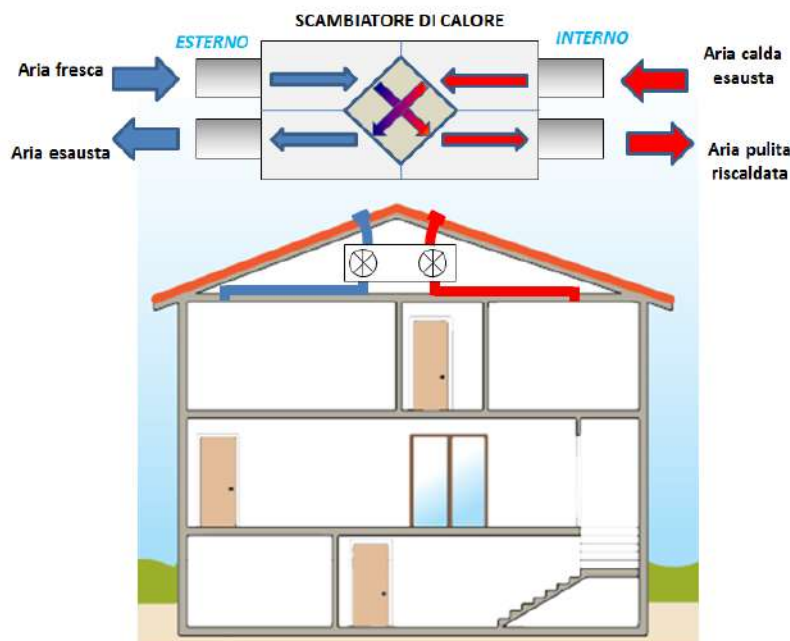 SCAMBIATORE DI CALORE
ESTERNO
INTERNO
Aria fresca
Aria calda
esausta
Aria esausta
Aria pulita
riscaldata